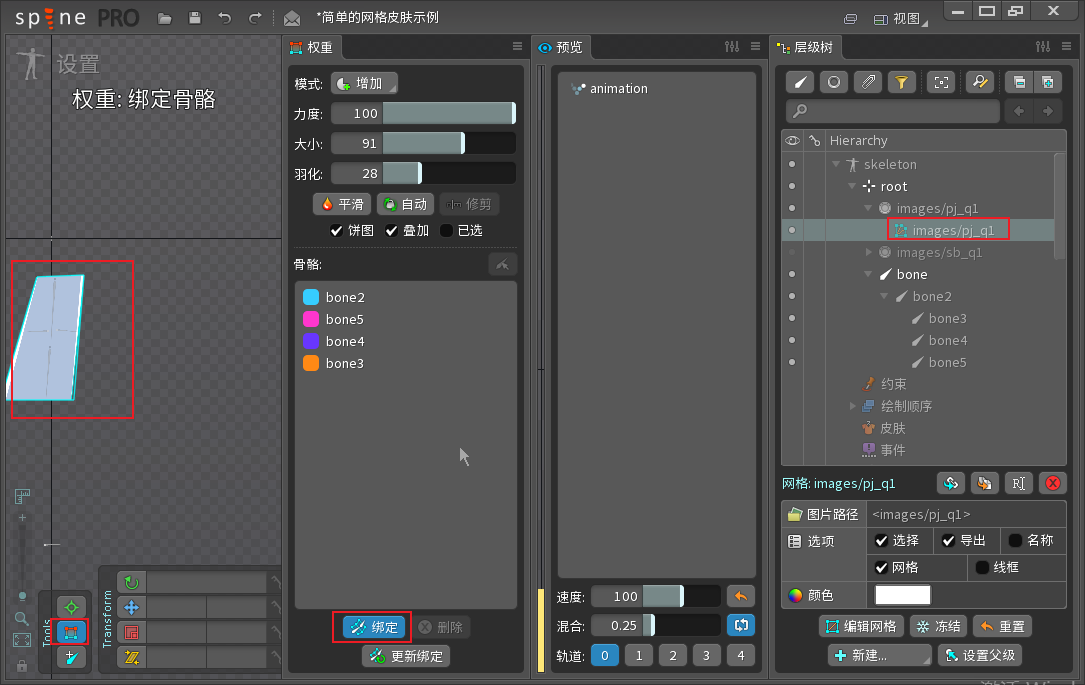 spine PRO
*简单的网格皮肤示例
视图
设置
权重: 绑定骨骼
Tools
Transform
权重
模式:
增加
力度:
100
大小:
91
羽化:
28
平滑
自动
修剪
饼图
叠加
已选
骨骼:
bone2
bone5
bone4
bone3
绑定
删除
更新绑定
预览
animation
速度:
100
混合:
0.25
轨道:
0
1
2
3
4
层级树
Hierarchy
skeleton
root
images/pj_q1
images/pj_q1
images/sb_q1
bone
bone2
bone3
bone4
bone5
约束
绘制顺序
皮肤
事件
网格: images/pj_q1
图片路径
<images/pj_q1>
选项
选择
导出
名称
网格
线框
颜色
编辑网格
冻结
重置
新建...
设置父级